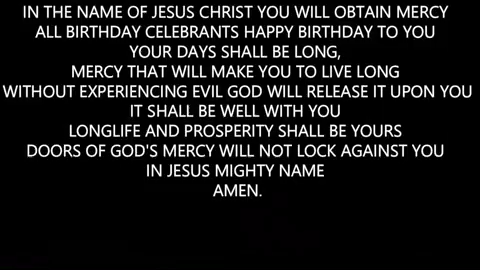 IN THE NAME OF JESUS CHRIST YOU WILL OBTAIN MERCY
ALL BIRTHDAY CELEBRANTS HAPPY BIRTHDAY TO YOU
YOUR DAYS SHALL BE LONG,
MERCY THAT WILL MAKE YOU TO LIVE LONG
WITHOUT EXPERIENCING EVIL GOD WILL RELEASE IT UPON YOU
IT SHALL BE WELL WITH YOU
LONGLIFE AND PROSPERITY SHALL BE YOURS
DOORS OF GOD'S MERCY WILL NOT LOCK AGAINST YOU
IN JESUS MIGHTY NAME
AMEN.